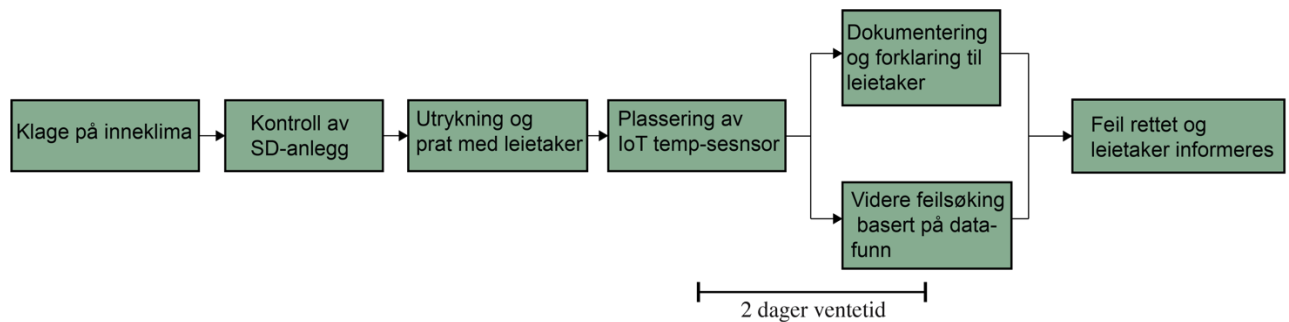 Klage på inneklima
Kontroll av
SD-anlegg
Utrykning og
prat med leietaker
Plassering av
IoT temp-sesnsor
Dokumentering
og forklaring til
leietaker
Videre feilsøking
basert på data-
funn
Feil rettet og
leietaker informeres
2 dager ventetid